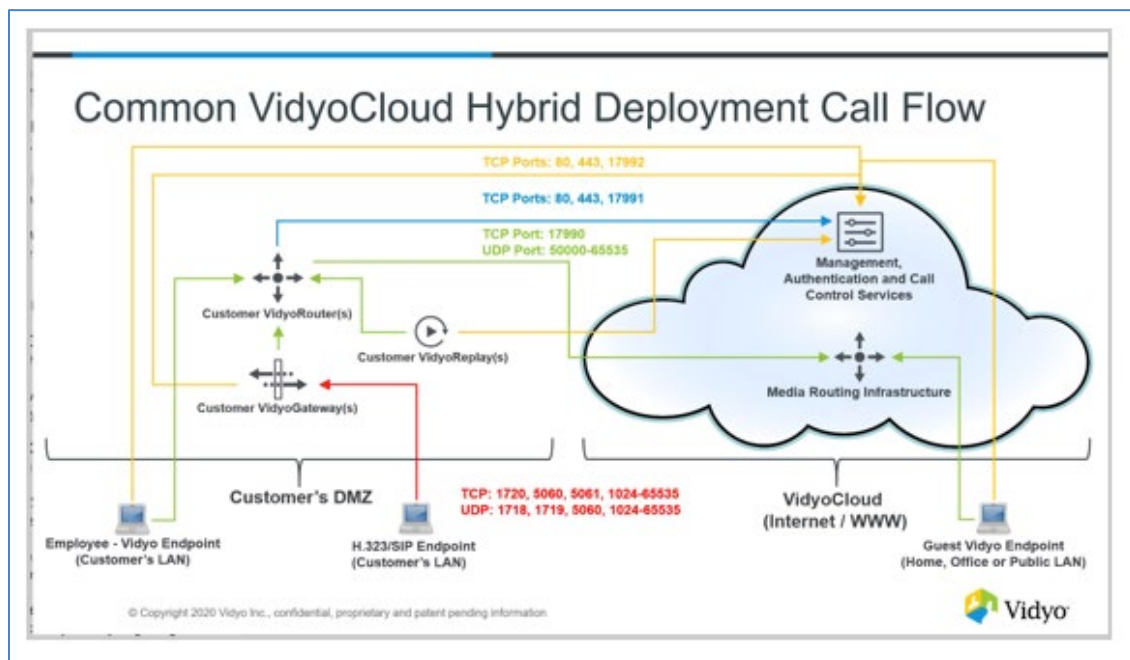 Common VidyoCloud Hybrid Deployment Call Flow
TCP Ports: 80, 443, 17992
TCP Ports: 80, 443, 17991
TCP Port: 17990
UDP Port: 50000-65535
Management,
Authentication and Call
Control Services
Customer VidyoRouter(s)
Customer VidyoReplay(s)
Customer VidyoGateway(s)
Media Routing Infrastructure
Customer's DMZ
TCP: 1720, 5060, 5061, 1024-65535
UDP: 1718, 1719, 5060, 1024-65535
VidyoCloud
(Internet / WWW)
Employee - Vidyo Endpoint
(Customer's LAN)
H.323/SIP Endpoint
(Customer's LAN)
Guest Vidyo Endpoint
(Home, Office or Public LAN)
© Copyright 2020 Vidyo Inc., confidential, proprietary and patent pending information
Vidyo